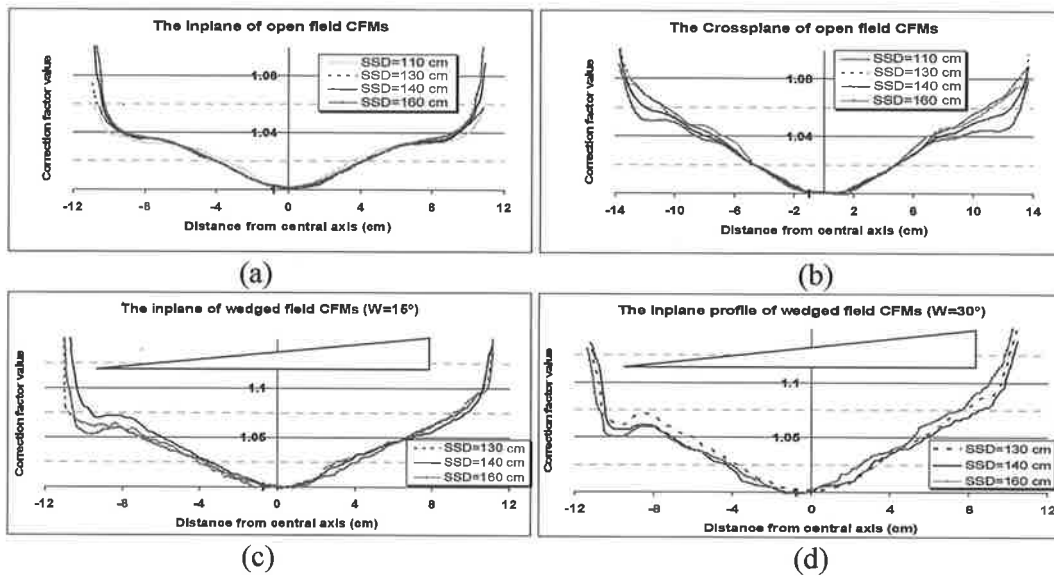 The Inplane of open field CFMs
Correction factor value
1.08
1.04
SSD=110 cm
SSD=130 cm
SSD=140 cm
SSD=160 cm
-12 -8 -4 0 4 8 12
Distance from central axis (cm)
(a)
The Crossplane of open field CFMs
Correction factor value
1.08
1.04
SSD=110 cm
SSD=130 cm
SSD=140 cm
SSD=160 cm
-14 -10 -6 -2 2 6 10 14
Distance from central axis (cm)
(b)
The inplane of wedged field CFMs (W=15°)
Correction factor value
1.1
1.05
SSD=130 cm
SSD=140 cm
SSD=160 cm
-12 -8 -4 0 4 8 12
Distance from central axis (cm)
(c)
The inplane profile of wedged field CFMs (W=30°)
Correction factor value
1.1
1.05
SSD=130 cm
SSD=140 cm
SSD=160 cm
-12 -8 -4 0 4 8 12
Distance from central axis (cm)
(d)